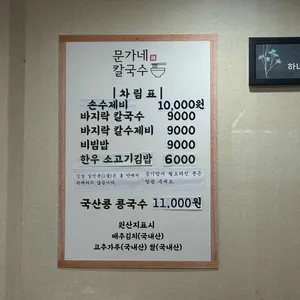 문가네
칼국수
| 차 림 표 |
손수제비 10,000원
바지락 칼국수 9000
바지락 칼수제비 9000
비빔밥 9000
한우 소고기김밥 6000
국산콩 콩국수 11,000원
원산지표시
배추김치(국내산)
고추가루(국내산) 쌀(국내산)
하나